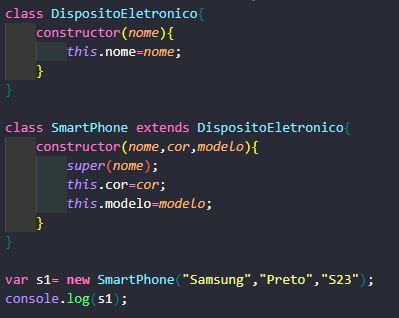 class DispositoEletronico{
    constructor(nome){
        this.nome=nome;
    }
}
class SmartPhone extends DispositoEletronico{
    constructor(nome,cor,modelo){
        super(nome);
        this.cor=cor;
        this.modelo=modelo;
    }
}
var s1= new SmartPhone("Samsung","Preto","S23");
console.log(s1);